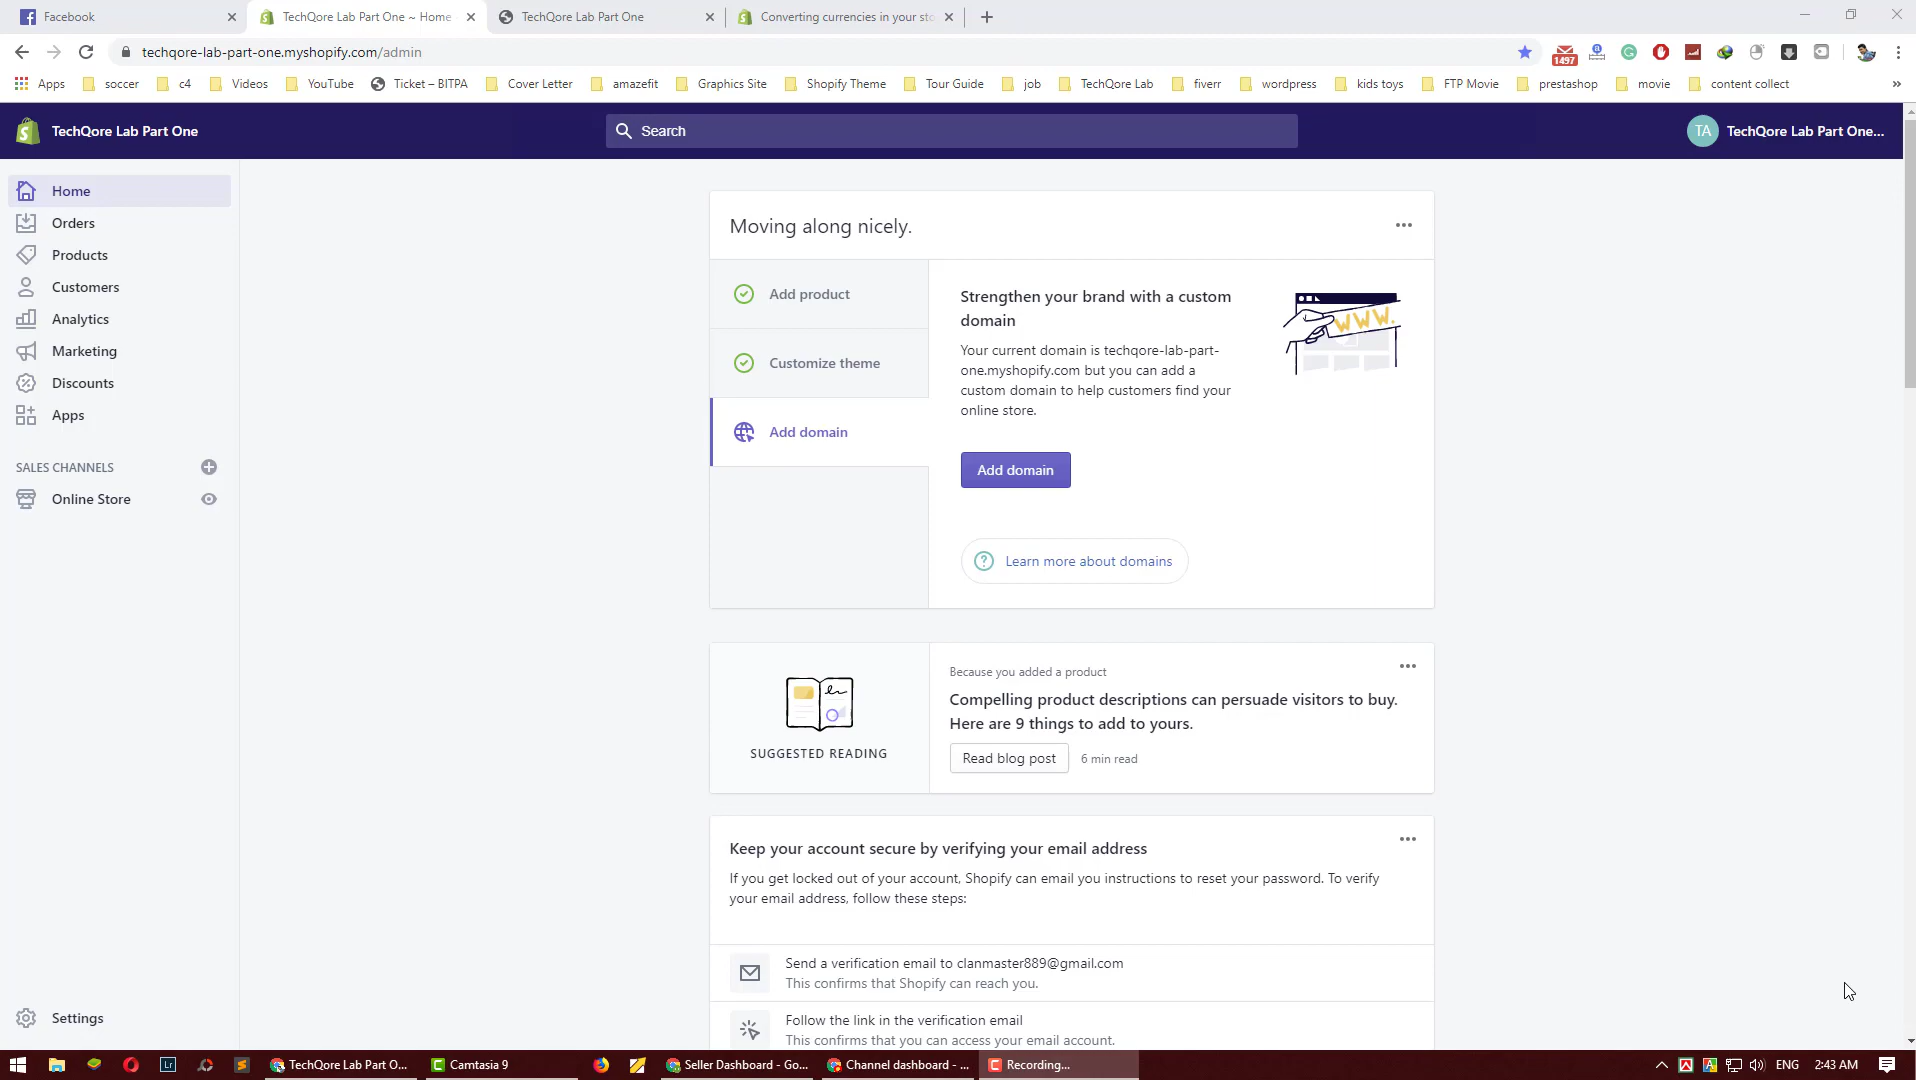 Facebook
TechQore Lab Part One ~ Home
TechQore Lab Part One
Converting currencies in your sto
techqore-lab-part-one.myshopify.com/admin
1497
Apps
soccer
c4
Videos
YouTube
Ticket – BITPA
Cover Letter
amazefit
Graphics Site
Shopify Theme
Tour Guide
job
TechQore Lab
fiverr
wordpress
kids toys
FTP Movie
prestashop
movie
content collect
TechQore Lab Part One
Search
TA
TechQore Lab Part One...
Home
Orders
Products
Customers
Analytics
Marketing
Discounts
Apps
SALES CHANNELS
Online Store
Settings
Moving along nicely.
Add product
Customize theme
Add domain
Strengthen your brand with a custom
domain
Your current domain is techqore-lab-part-
one.myshopify.com but you can add a
custom domain to help customers find your
online store.
WWW.
Add domain
Learn more about domains
SUGGESTED READING
Because you added a product
Compelling product descriptions can persuade visitors to buy.
Here are 9 things to add to yours.
Read blog post
6 min read
Keep your account secure by verifying your email address
If you get locked out of your account, Shopify can email you instructions to reset your password. To verify
your email address, follow these steps:
Send a verification email to clanmaster889@gmail.com
This confirms that Shopify can reach you.
Follow the link in the verification email
This confirms that you can access your email account.
Lr
TechQore Lab Part O...
Camtasia 9
Seller Dashboard - Go...
Channel dashboard - ...
Recording...
ENG
2:43 AM